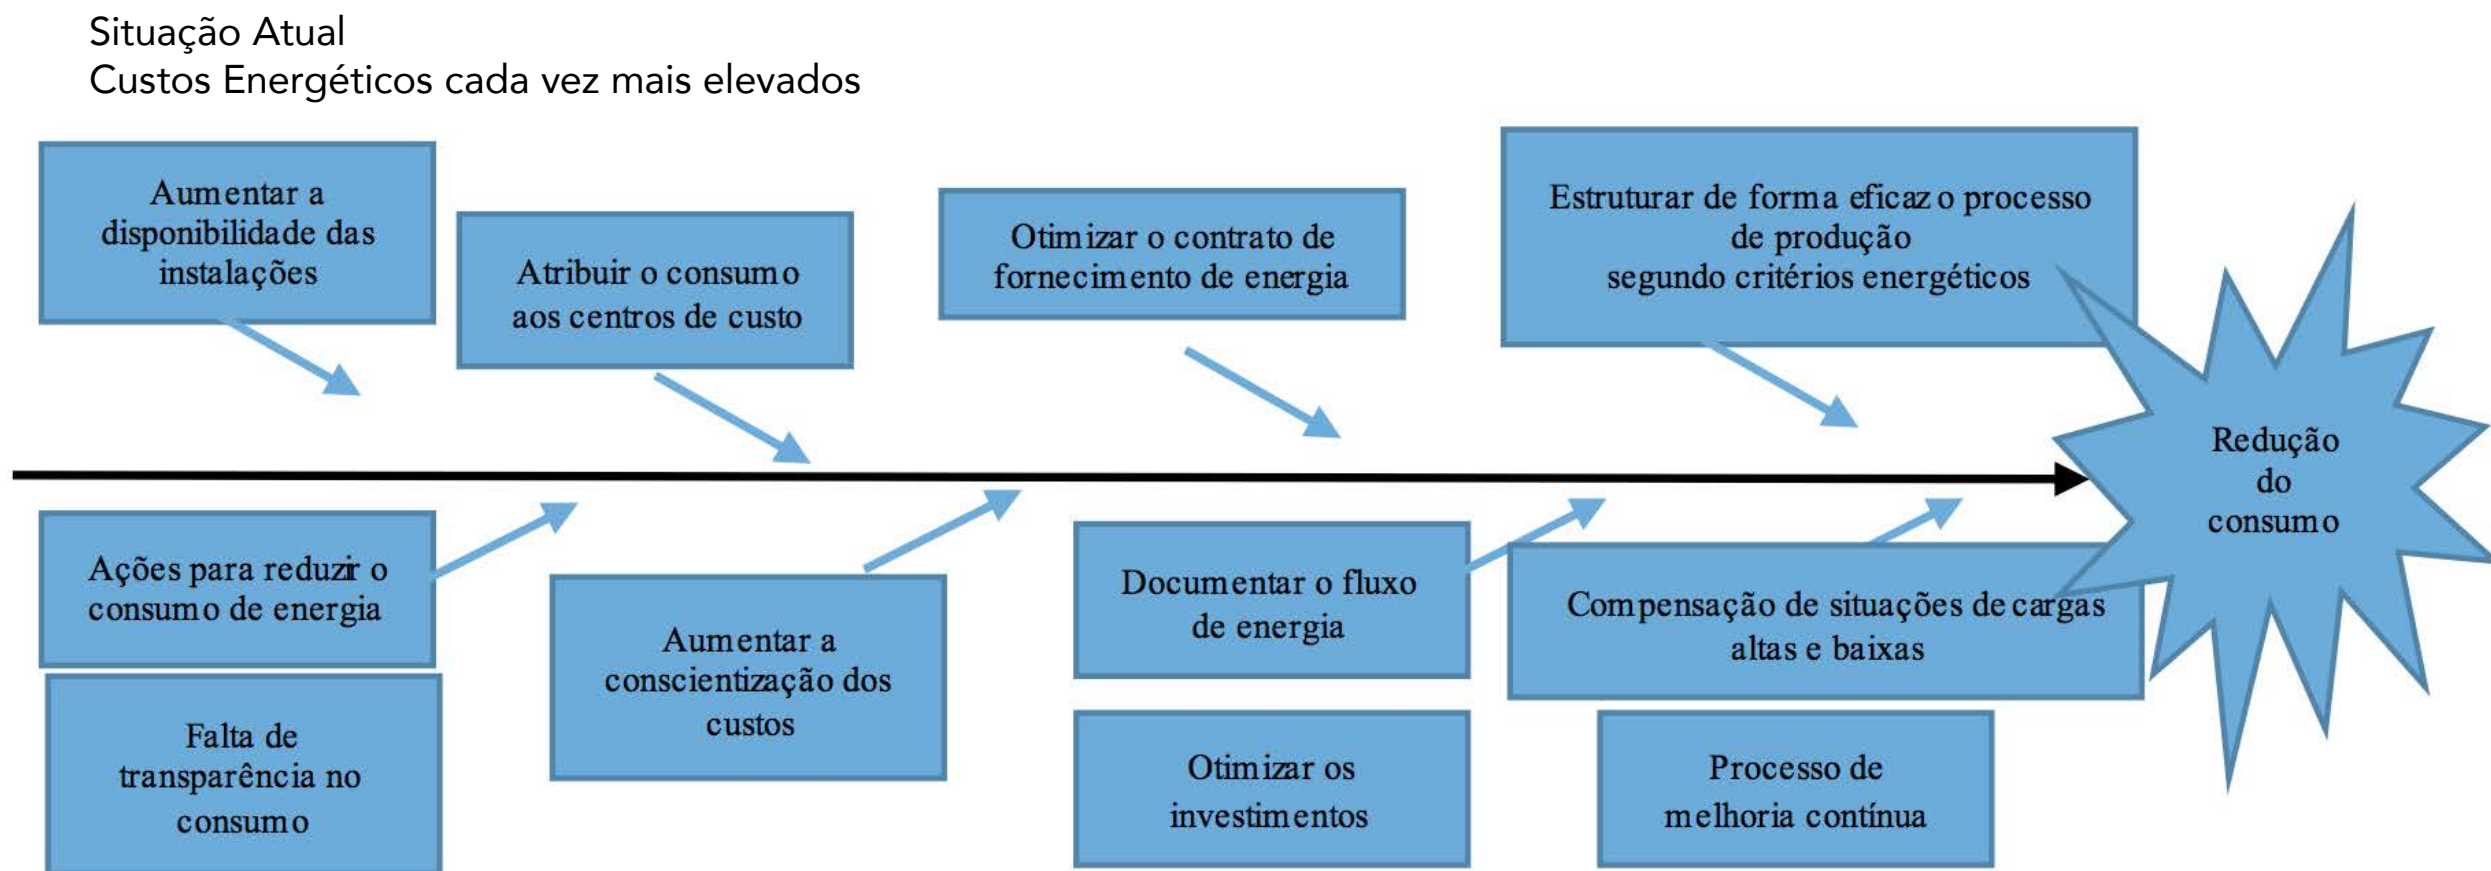 Situação Atual
Custos Energéticos cada vez mais elevados
Aumentar a
disponibilidade das
instalações
Atribuir o consumo
aos centros de custo
Otimizar o contrato de
fornecimento de energia
Estruturar de forma eficaz o processo
de produção
segundo critérios energéticos
Redução
do
consumo
Ações para reduzir o
consumo de energia
Falta de
transparência no
consumo
Aumentar a
conscientização dos
custos
Documentar o fluxo
de energia
Otimizar os
investimentos
Compensação de situações de cargas
altas e baixas
Processo de
melhoria contínua